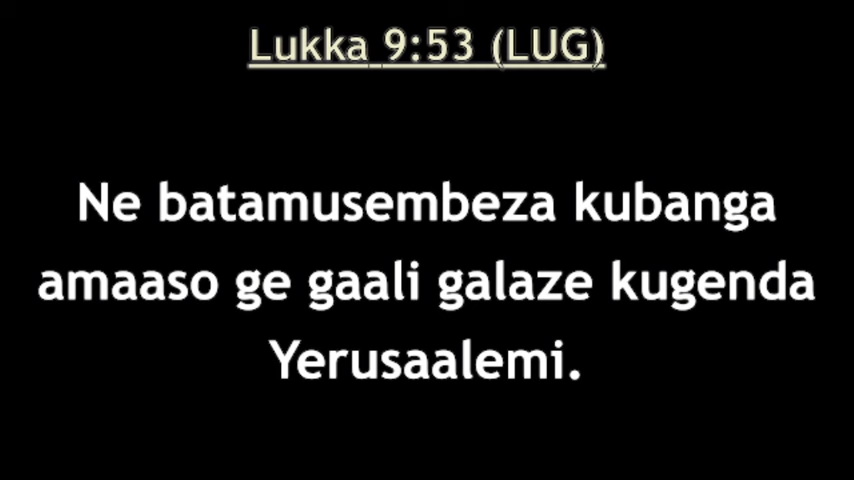 Lukka 9:53 (LUG)
Ne batamusembeza kubanga
amaaso ge gaali galaze kugenda
Yerusaalemi.